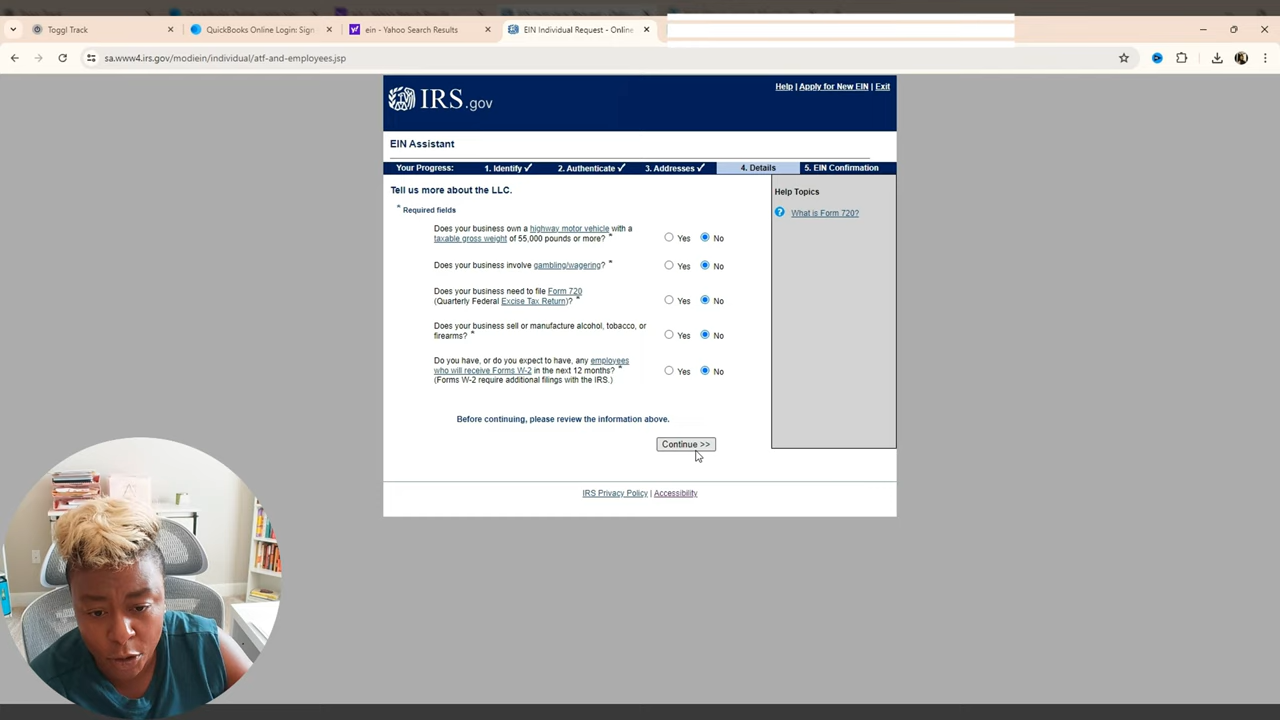 Toggl Track
QuickBooks Online Login: Sign
ein - Yahoo Search Results
EIN Individual Request - Online
sa.www4.irs.gov/modiein/individual/atf-and-employees.jsp
IRS.gov
Help | Apply for New EIN | Exit
EIN Assistant
Your Progress: 1. Identify ✓ 2. Authenticate ✓ 3. Addresses ✓ 4. Details 5. EIN Confirmation
Tell us more about the LLC.
* Required fields
Does your business own a highway motor vehicle with a
taxable gross weight of 55,000 pounds or more? *
Yes No
Does your business involve gambling/wagering? *
Yes No
Does your business need to file Form 720
(Quarterly Federal Excise Tax Return)? *
Yes No
Does your business sell or manufacture alcohol, tobacco, or
firearms? *
Yes No
Do you have, or do you expect to have, any employees
who will receive Forms W-2 in the next 12 months? *
(Forms W-2 require additional filings with the IRS.)
Yes No
Before continuing, please review the information above.
Continue >>
Help Topics
What is Form 720?
IRS Privacy Policy | Accessibility